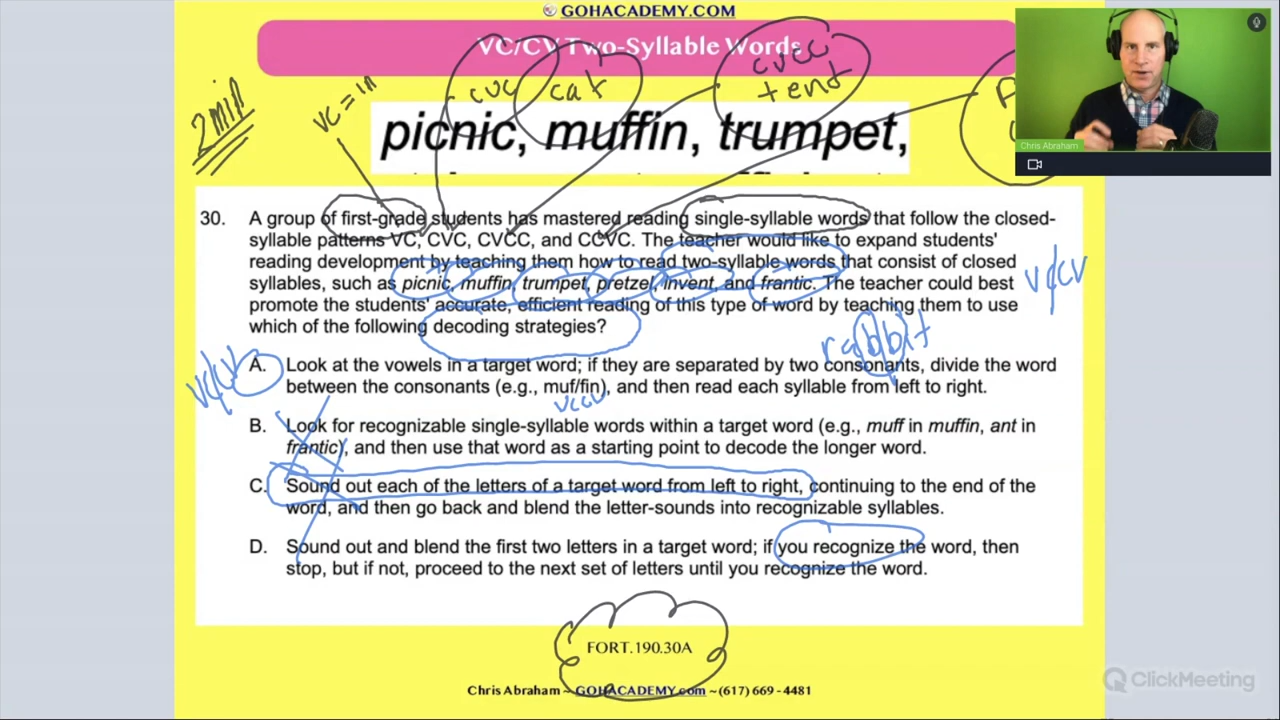 GOHACADEMY.COM
VC/CV Two-Syllable Words
2 min
VC = in
CVC
cat
CVCC
tend
picnic, muffin, trumpet,
Chris Abraham
30. A group of first-grade students has mastered reading single-syllable words that follow the closed-
syllable patterns VC, CVC, CVCC, and CCVC. The teacher would like to expand students'
reading development by teaching them how to read two-syllable words that consist of closed
syllables, such as picnic, muffin, trumpet, pretzel, invent, and frantic. The teacher could best
promote the students' accurate, efficient reading of this type of word by teaching them to use
which of the following decoding strategies?
VC/CV
rabbit
VC/CV
A. Look at the vowels in a target word; if they are separated by two consonants, divide the word
between the consonants (e.g., muf/fin), and then read each syllable from left to right.
VCCV
B. Look for recognizable single-syllable words within a target word (e.g., muff in muffin, ant in
frantic), and then use that word as a starting point to decode the longer word.
C. Sound out each of the letters of a target word from left to right, continuing to the end of the
word, and then go back and blend the letter-sounds into recognizable syllables.
D. Sound out and blend the first two letters in a target word; if you recognize the word, then
stop, but if not, proceed to the next set of letters until you recognize the word.
FORT.190.30A
Chris Abraham ~ GOHACADEMY.com ~(617) 669 - 4481
ClickMeeting